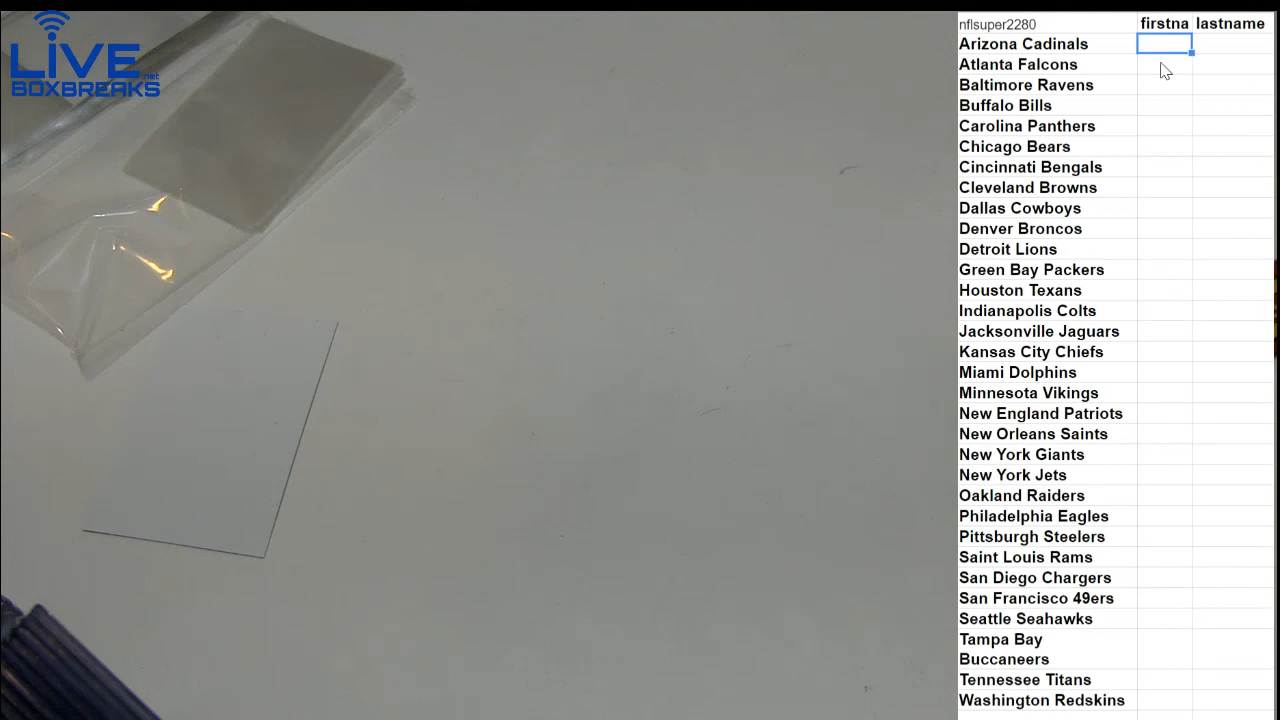 LIVE
.net
BOXBREAKS
nflsuper2280 firstna lastname
Arizona Cadinals
Atlanta Falcons
Baltimore Ravens
Buffalo Bills
Carolina Panthers
Chicago Bears
Cincinnati Bengals
Cleveland Browns
Dallas Cowboys
Denver Broncos
Detroit Lions
Green Bay Packers
Houston Texans
Indianapolis Colts
Jacksonville Jaguars
Kansas City Chiefs
Miami Dolphins
Minnesota Vikings
New England Patriots
New Orleans Saints
New York Giants
New York Jets
Oakland Raiders
Philadelphia Eagles
Pittsburgh Steelers
Saint Louis Rams
San Diego Chargers
San Francisco 49ers
Seattle Seahawks
Tampa Bay
Buccaneers
Tennessee Titans
Washington Redskins